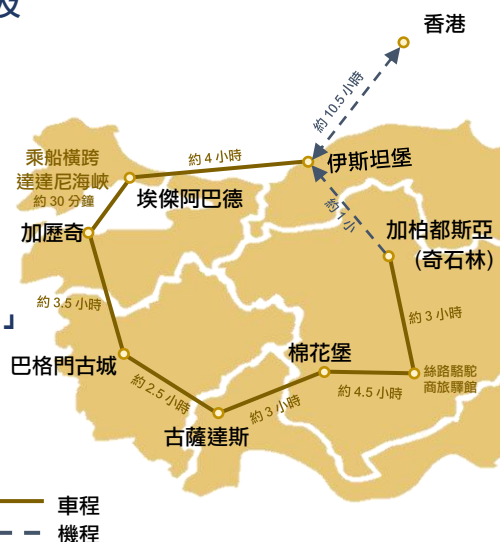 及
香港
約 10.5 小時
乘船橫跨
達達尼海峽
約 30 分鐘
約 4 小時
伊斯坦堡
埃傑阿巴德
約 1 小
加歷奇
加柏都斯亞
(奇石林)
約 3.5 小時
」
約 3 小時
巴格門古城
棉花堡
絲路駱駝
商旅驛館
約 2.5 小時
約 3 小時
約 4.5 小時
古薩達斯
車程
機程